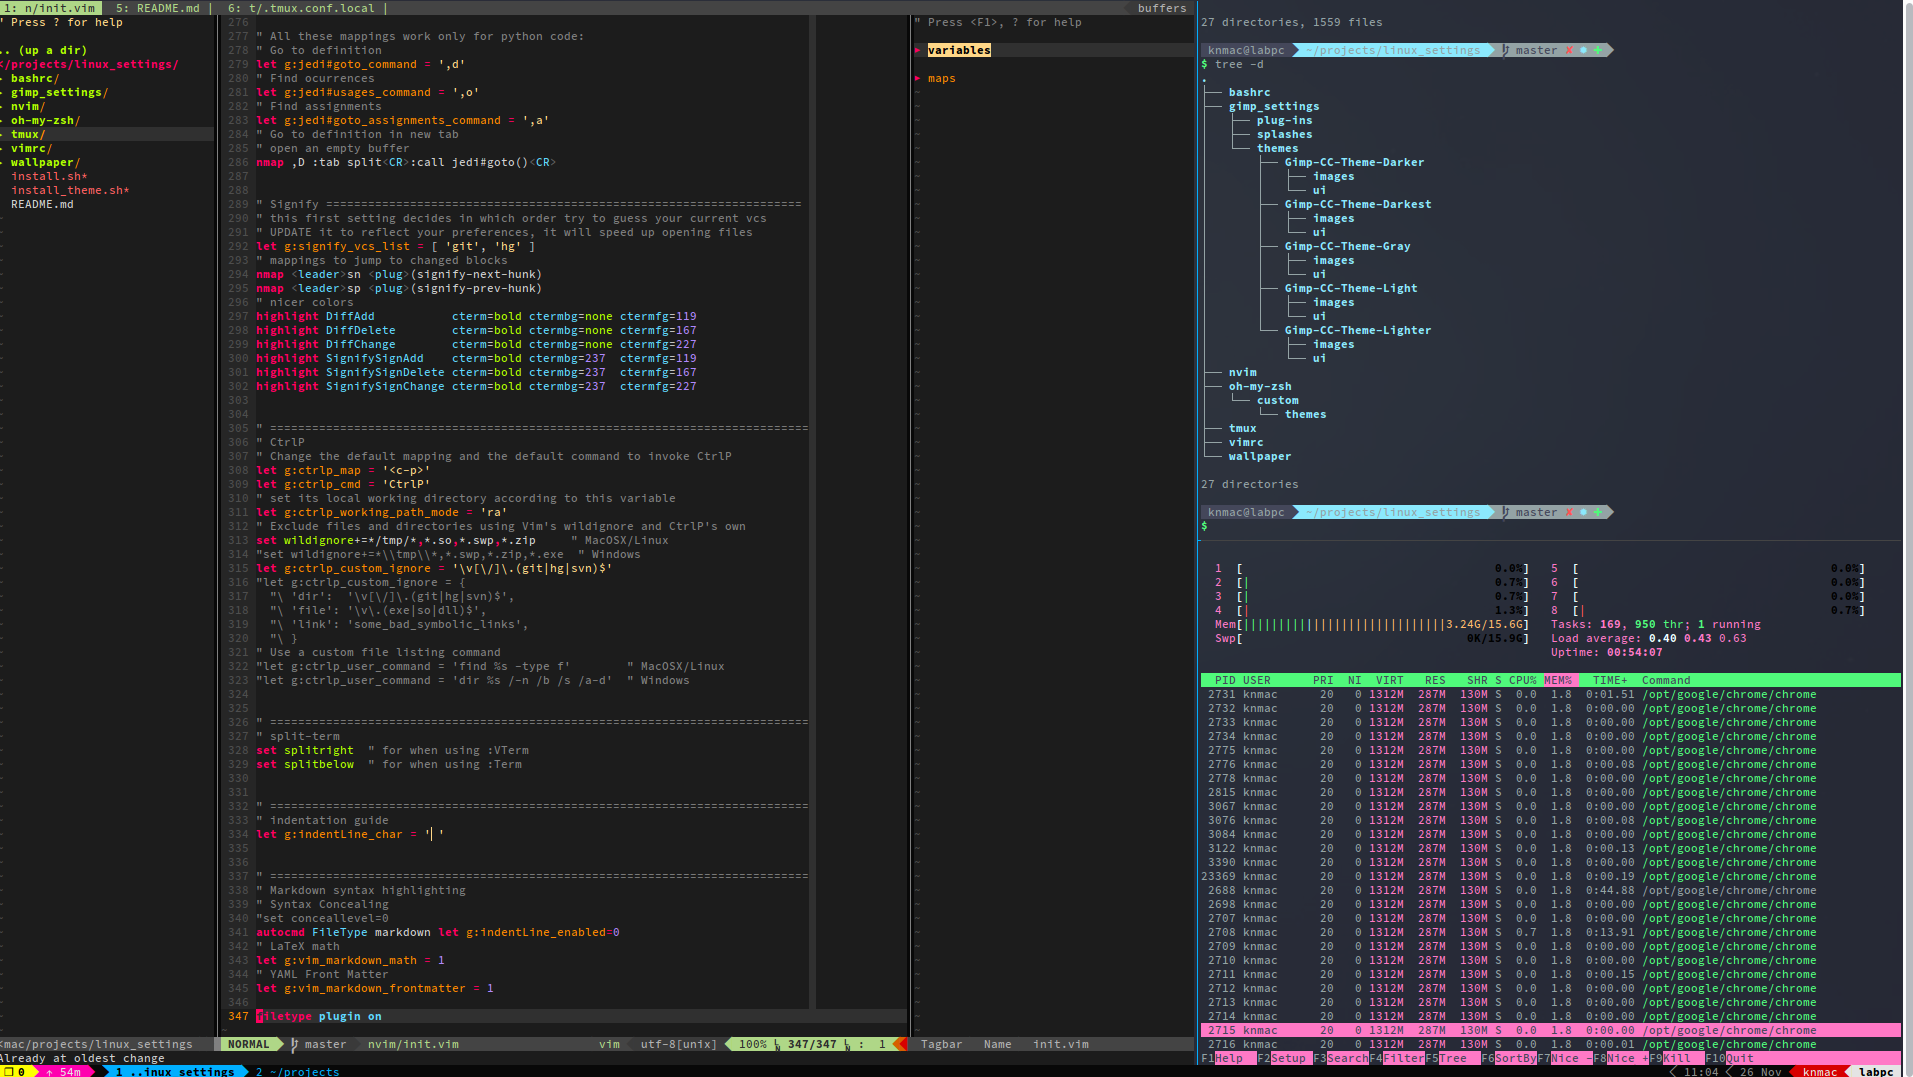 1: n/init.vim  5: README.md |  6: t/.tmux.conf.local |  buffers
" Press ? for help
.. (up a dir)
</projects/linux_settings/
bashrc/
gimp_settings/
nvim/
oh-my-zsh/
tmux/
vimrc/
wallpaper/
install.sh*
install_theme.sh*
README.md
<mac/projects/linux_settings
276
277 " All these mappings work only for python code:
278 " Go to definition
279 let g:jedi#goto_command = ',d'
280 " Find ocurrences
281 let g:jedi#usages_command = ',o'
282 " Find assignments
283 let g:jedi#goto_assignments_command = ',a'
284 " Go to definition in new tab
285 " open an empty buffer
286 nmap ,D :tab split<CR>:call jedi#goto()<CR>
287
288
289 " Signify ====================================================================
290 " this first setting decides in which order try to guess your current vcs
291 " UPDATE it to reflect your preferences, it will speed up opening files
292 let g:signify_vcs_list = [ 'git', 'hg' ]
293 " mappings to jump to changed blocks
294 nmap <leader>sn <plug>(signify-next-hunk)
295 nmap <leader>sp <plug>(signify-prev-hunk)
296 " nicer colors
297 highlight DiffAdd           cterm=bold ctermbg=none ctermfg=119
298 highlight DiffDelete        cterm=bold ctermbg=none ctermfg=167
299 highlight DiffChange        cterm=bold ctermbg=none ctermfg=227
300 highlight SignifySignAdd    cterm=bold ctermbg=237  ctermfg=119
301 highlight SignifySignDelete cterm=bold ctermbg=237  ctermfg=167
302 highlight SignifySignChange cterm=bold ctermbg=237  ctermfg=227
303
304
305 " =============================================================================
306 " CtrlP
307 " Change the default mapping and the default command to invoke CtrlP
308 let g:ctrlp_map = '<c-p>'
309 let g:ctrlp_cmd = 'CtrlP'
310 " set its local working directory according to this variable
311 let g:ctrlp_working_path_mode = 'ra'
312 " Exclude files and directories using Vim's wildignore and CtrlP's own
313 set wildignore+=*/tmp/*,*.so,*.swp,*.zip     " MacOSX/Linux
314 "set wildignore+=*\\tmp\\*,*.swp,*.zip,*.exe  " Windows
315 let g:ctrlp_custom_ignore = '\v[\/]\.(git|hg|svn)$'
316 "let g:ctrlp_custom_ignore = {
317   "\ 'dir':  '\v[\/]\.(git|hg|svn)$',
318   "\ 'file': '\v\.(exe|so|dll)$',
319   "\ 'link': 'some_bad_symbolic_links',
320   "\ }
321 " Use a custom file listing command
322 "let g:ctrlp_user_command = 'find %s -type f'        " MacOSX/Linux
323 "let g:ctrlp_user_command = 'dir %s /-n /b /s /a-d'  " Windows
324
325
326 " =============================================================================
327 " split-term
328 set splitright  " for when using :VTerm
329 set splitbelow  " for when using :Term
330
331
332 " =============================================================================
333 " indentation guide
334 let g:indentLine_char = '│ '
335
336
337 " =============================================================================
338 " Markdown syntax highlighting
339 " Syntax Concealing
340 "set conceallevel=0
341 autocmd FileType markdown let g:indentLine_enabled=0
342 " LaTeX math
343 let g:vim_markdown_math = 1
344 " YAML Front Matter
345 let g:vim_markdown_frontmatter = 1
346
347 filetype plugin on
NORMAL  master  nvim/init.vim  vim  utf-8[unix]  100%  347/347  :  1
" Press <F1>, ? for help
variables
maps
Tagbar  Name  init.vim
Already at oldest change
0  ↑ 54m  1 ..inux_settings  2 ~/projects
27 directories, 1559 files
knmac@labpc  ~/projects/linux_settings  master ✘ ● ✚
$ tree -d
.
├── bashrc
├── gimp_settings
│   ├── plug-ins
│   ├── splashes
│   └── themes
│       ├── Gimp-CC-Theme-Darker
│       │   ├── images
│       │   └── ui
│       ├── Gimp-CC-Theme-Darkest
│       │   ├── images
│       │   └── ui
│       ├── Gimp-CC-Theme-Gray
│       │   ├── images
│       │   └── ui
│       ├── Gimp-CC-Theme-Light
│       │   ├── images
│       │   └── ui
│       └── Gimp-CC-Theme-Lighter
│           ├── images
│           └── ui
├── nvim
├── oh-my-zsh
│   └── custom
│       └── themes
├── tmux
├── vimrc
└── wallpaper
27 directories
knmac@labpc  ~/projects/linux_settings  master ✘ ● ✚
$
1 [ 0.0%]  5 [ 0.0%]
2 [| 0.7%]  6 [ 0.0%]
3 [| 0.7%]  7 [ 0.0%]
4 [| 1.3%]  8 [| 0.7%]
Mem[|||||||||||||||||||||||||||||3.24G/15.6G]  Tasks: 169, 950 thr; 1 running
Swp[ 0K/15.9G]  Load average: 0.40 0.43 0.63
Uptime: 00:54:07
PID USER      PRI  NI  VIRT   RES   SHR S CPU% MEM%   TIME+  Command
2731 knmac 20 0 1312M 287M 130M S 0.0 1.8 0:01.51 /opt/google/chrome/chrome
2732 knmac 20 0 1312M 287M 130M S 0.0 1.8 0:00.00 /opt/google/chrome/chrome
2733 knmac 20 0 1312M 287M 130M S 0.0 1.8 0:00.00 /opt/google/chrome/chrome
2734 knmac 20 0 1312M 287M 130M S 0.0 1.8 0:00.00 /opt/google/chrome/chrome
2775 knmac 20 0 1312M 287M 130M S 0.0 1.8 0:00.00 /opt/google/chrome/chrome
2776 knmac 20 0 1312M 287M 130M S 0.0 1.8 0:00.08 /opt/google/chrome/chrome
2778 knmac 20 0 1312M 287M 130M S 0.0 1.8 0:00.00 /opt/google/chrome/chrome
2815 knmac 20 0 1312M 287M 130M S 0.0 1.8 0:00.00 /opt/google/chrome/chrome
3067 knmac 20 0 1312M 287M 130M S 0.0 1.8 0:00.00 /opt/google/chrome/chrome
3076 knmac 20 0 1312M 287M 130M S 0.0 1.8 0:00.08 /opt/google/chrome/chrome
3084 knmac 20 0 1312M 287M 130M S 0.0 1.8 0:00.00 /opt/google/chrome/chrome
3122 knmac 20 0 1312M 287M 130M S 0.0 1.8 0:00.13 /opt/google/chrome/chrome
3390 knmac 20 0 1312M 287M 130M S 0.0 1.8 0:00.00 /opt/google/chrome/chrome
23369 knmac 20 0 1312M 287M 130M S 0.0 1.8 0:00.19 /opt/google/chrome/chrome
2688 knmac 20 0 1312M 287M 130M S 0.0 1.8 0:44.88 /opt/google/chrome/chrome
2698 knmac 20 0 1312M 287M 130M S 0.0 1.8 0:00.00 /opt/google/chrome/chrome
2707 knmac 20 0 1312M 287M 130M S 0.0 1.8 0:00.00 /opt/google/chrome/chrome
2708 knmac 20 0 1312M 287M 130M S 0.7 1.8 0:13.91 /opt/google/chrome/chrome
2709 knmac 20 0 1312M 287M 130M S 0.0 1.8 0:00.00 /opt/google/chrome/chrome
2710 knmac 20 0 1312M 287M 130M S 0.0 1.8 0:00.00 /opt/google/chrome/chrome
2711 knmac 20 0 1312M 287M 130M S 0.0 1.8 0:00.15 /opt/google/chrome/chrome
2712 knmac 20 0 1312M 287M 130M S 0.0 1.8 0:00.00 /opt/google/chrome/chrome
2713 knmac 20 0 1312M 287M 130M S 0.0 1.8 0:00.00 /opt/google/chrome/chrome
2714 knmac 20 0 1312M 287M 130M S 0.0 1.8 0:00.00 /opt/google/chrome/chrome
2715 knmac 20 0 1312M 287M 130M S 0.0 1.8 0:00.00 /opt/google/chrome/chrome
2716 knmac 20 0 1312M 287M 130M S 0.0 1.8 0:00.01 /opt/google/chrome/chrome
F1Help  F2Setup F3SearchF4FilterF5Tree  F6SortByF7Nice -F8Nice +F9Kill  F10Quit
11:04  26 Nov  knmac  labpc